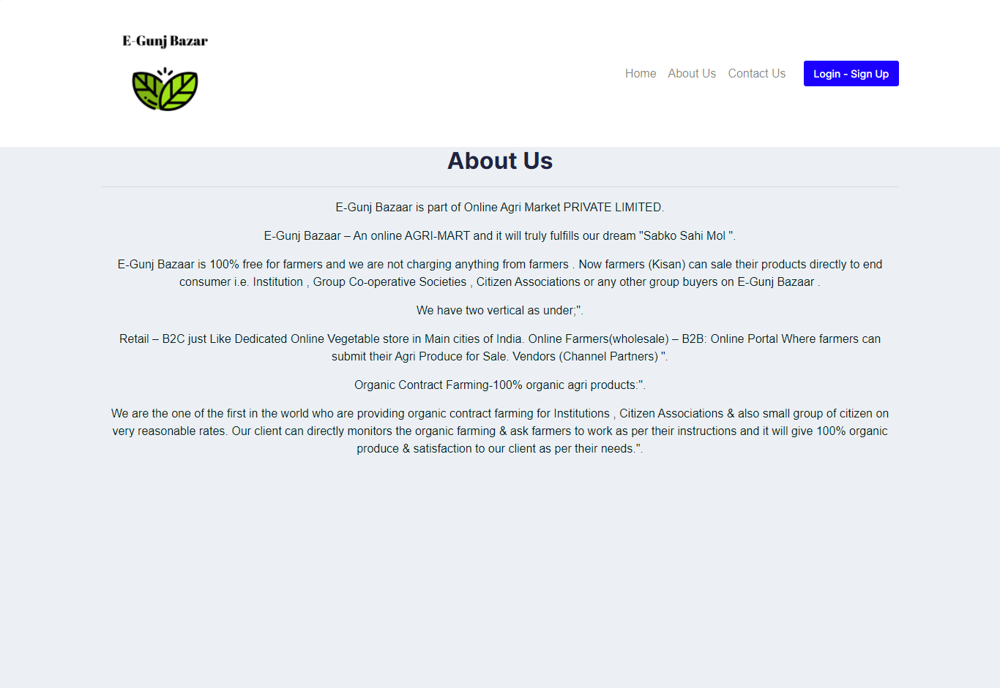 E-Gunj Bazar
Home About Us Contact Us Login - Sign Up
About Us
E-Gunj Bazaar is part of Online Agri Market PRIVATE LIMITED.
E-Gunj Bazaar – An online AGRI-MART and it will truly fulfills our dream "Sabko Sahi Mol ".
E-Gunj Bazaar is 100% free for farmers and we are not charging anything from farmers . Now farmers (Kisan) can sale their products directly to end
consumer i.e. Institution , Group Co-operative Societies , Citizen Associations or any other group buyers on E-Gunj Bazaar .
We have two vertical as under;".
Retail – B2C just Like Dedicated Online Vegetable store in Main cities of India. Online Farmers(wholesale) – B2B: Online Portal Where farmers can
submit their Agri Produce for Sale. Vendors (Channel Partners) ".
Organic Contract Farming-100% organic agri products:".
We are the one of the first in the world who are providing organic contract farming for Institutions , Citizen Associations & also small group of citizen on
very reasonable rates. Our client can directly monitors the organic farming & ask farmers to work as per their instructions and it will give 100% organic
produce & satisfaction to our client as per their needs.".